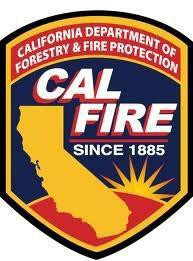 CALIFORNIA DEPARTMENT OF
FORESTRY & FIRE PROTECTION
CAL
FIRE
SINCE 1885